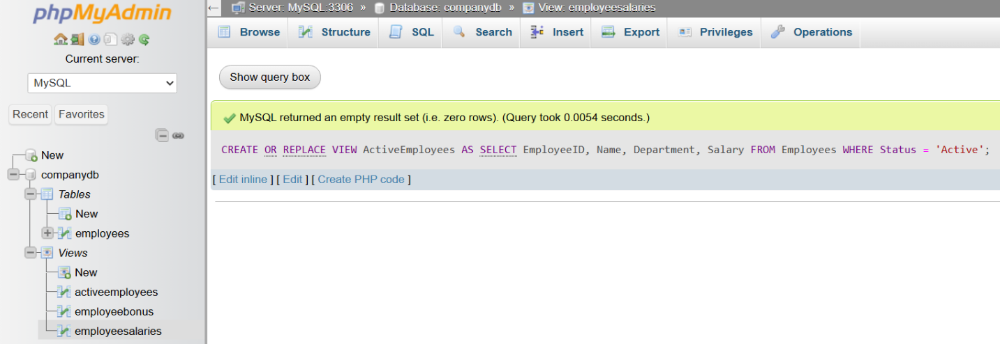 phpMyAdmin
Current server:
MySQL
Recent Favorites
New
companydb
Tables
New
employees
Views
New
activeemployees
employeebonus
employeesalaries
← Server: MySQL:3306 » Database: companydb » View: employeesalaries
Browse Structure SQL Search Insert Export Privileges Operations
Show query box
MySQL returned an empty result set (i.e. zero rows). (Query took 0.0054 seconds.)
CREATE OR REPLACE VIEW ActiveEmployees AS SELECT EmployeeID, Name, Department, Salary FROM Employees WHERE Status = 'Active';
[ Edit inline ] [ Edit ] [ Create PHP code ]